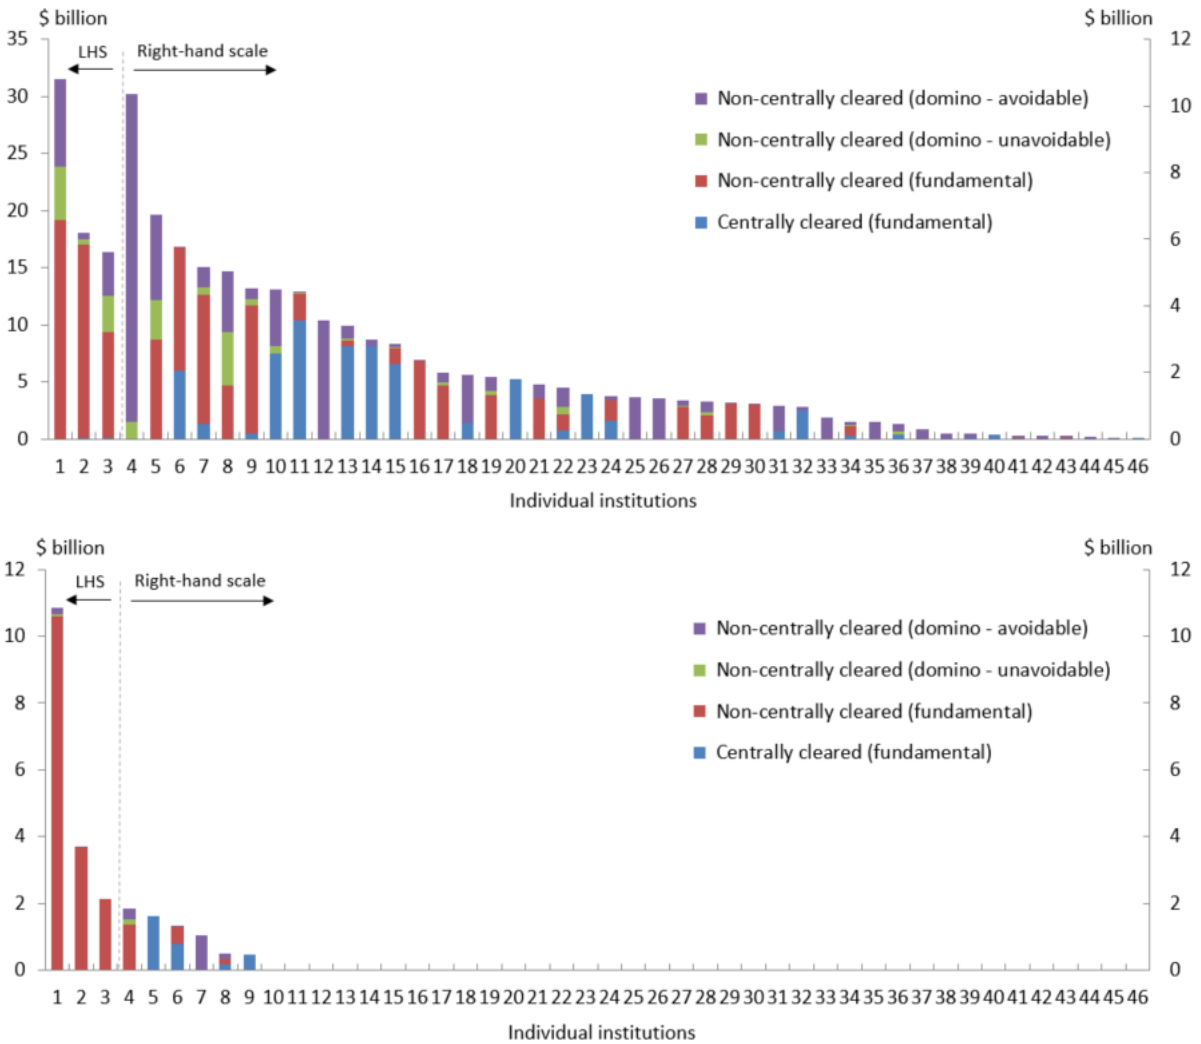 $ billion
$ billion
35
30
25
20
15
10
5
0
LHS
Right-hand scale
Non-centrally cleared (domino - avoidable)
Non-centrally cleared (domino - unavoidable)
Non-centrally cleared (fundamental)
Centrally cleared (fundamental)
12
10
8
6
4
2
0
1 2 3 4 5 6 7 8 9 10 11 12 13 14 15 16 17 18 19 20 21 22 23 24 25 26 27 28 29 30 31 32 33 34 35 36 37 38 39 40 41 42 43 44 45 46
Individual institutions
$ billion
$ billion
12
10
8
6
4
2
0
LHS
Right-hand scale
Non-centrally cleared (domino - avoidable)
Non-centrally cleared (domino - unavoidable)
Non-centrally cleared (fundamental)
Centrally cleared (fundamental)
12
10
8
6
4
2
0
1 2 3 4 5 6 7 8 9 10 11 12 13 14 15 16 17 18 19 20 21 22 23 24 25 26 27 28 29 30 31 32 33 34 35 36 37 38 39 40 41 42 43 44 45 46
Individual institutions